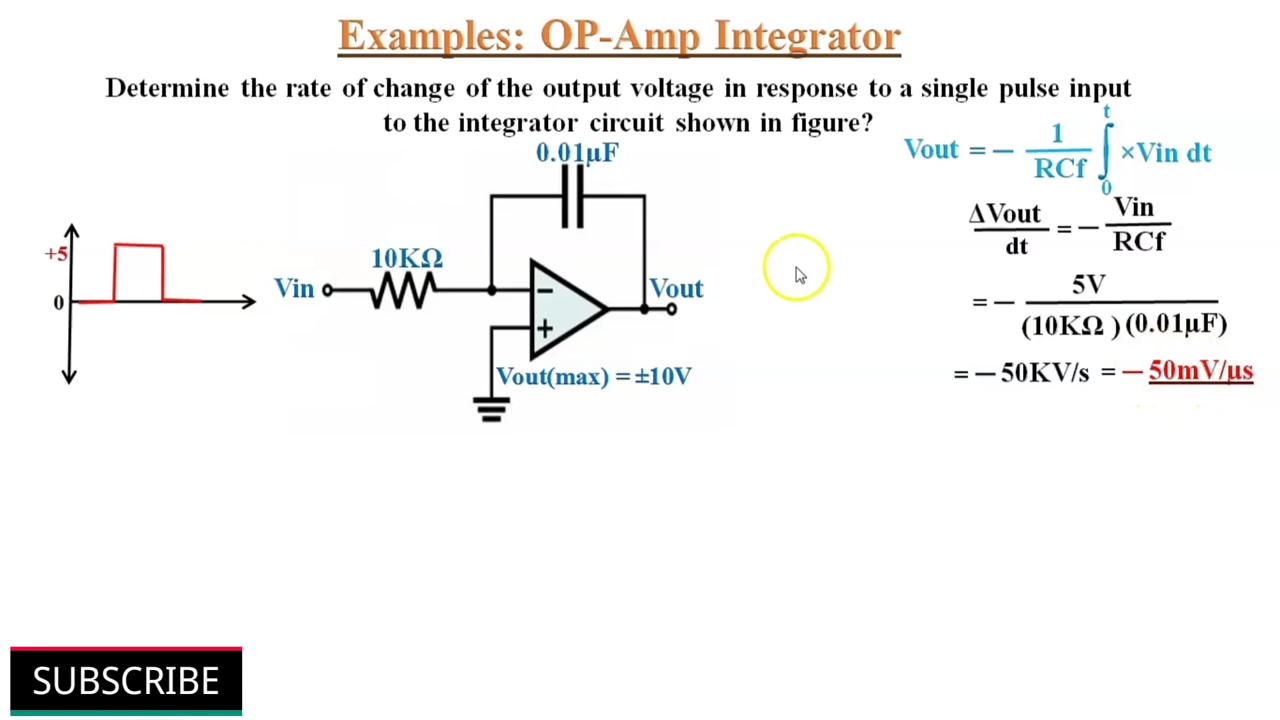 Examples: OP-Amp Integrator
Determine the rate of change of the output voltage in response to a single pulse input
to the integrator circuit shown in figure?
0.01μF
+5
0
10KΩ
Vin
−
+
Vout
Vout(max) = ±10V
Vout = − 1/RCf ∫₀ᵗ ×Vin dt
ΔVout/dt = − Vin/RCf
= − 5V/(10KΩ)(0.01μF)
= − 50KV/s = − 50mV/μs
SUBSCRIBE